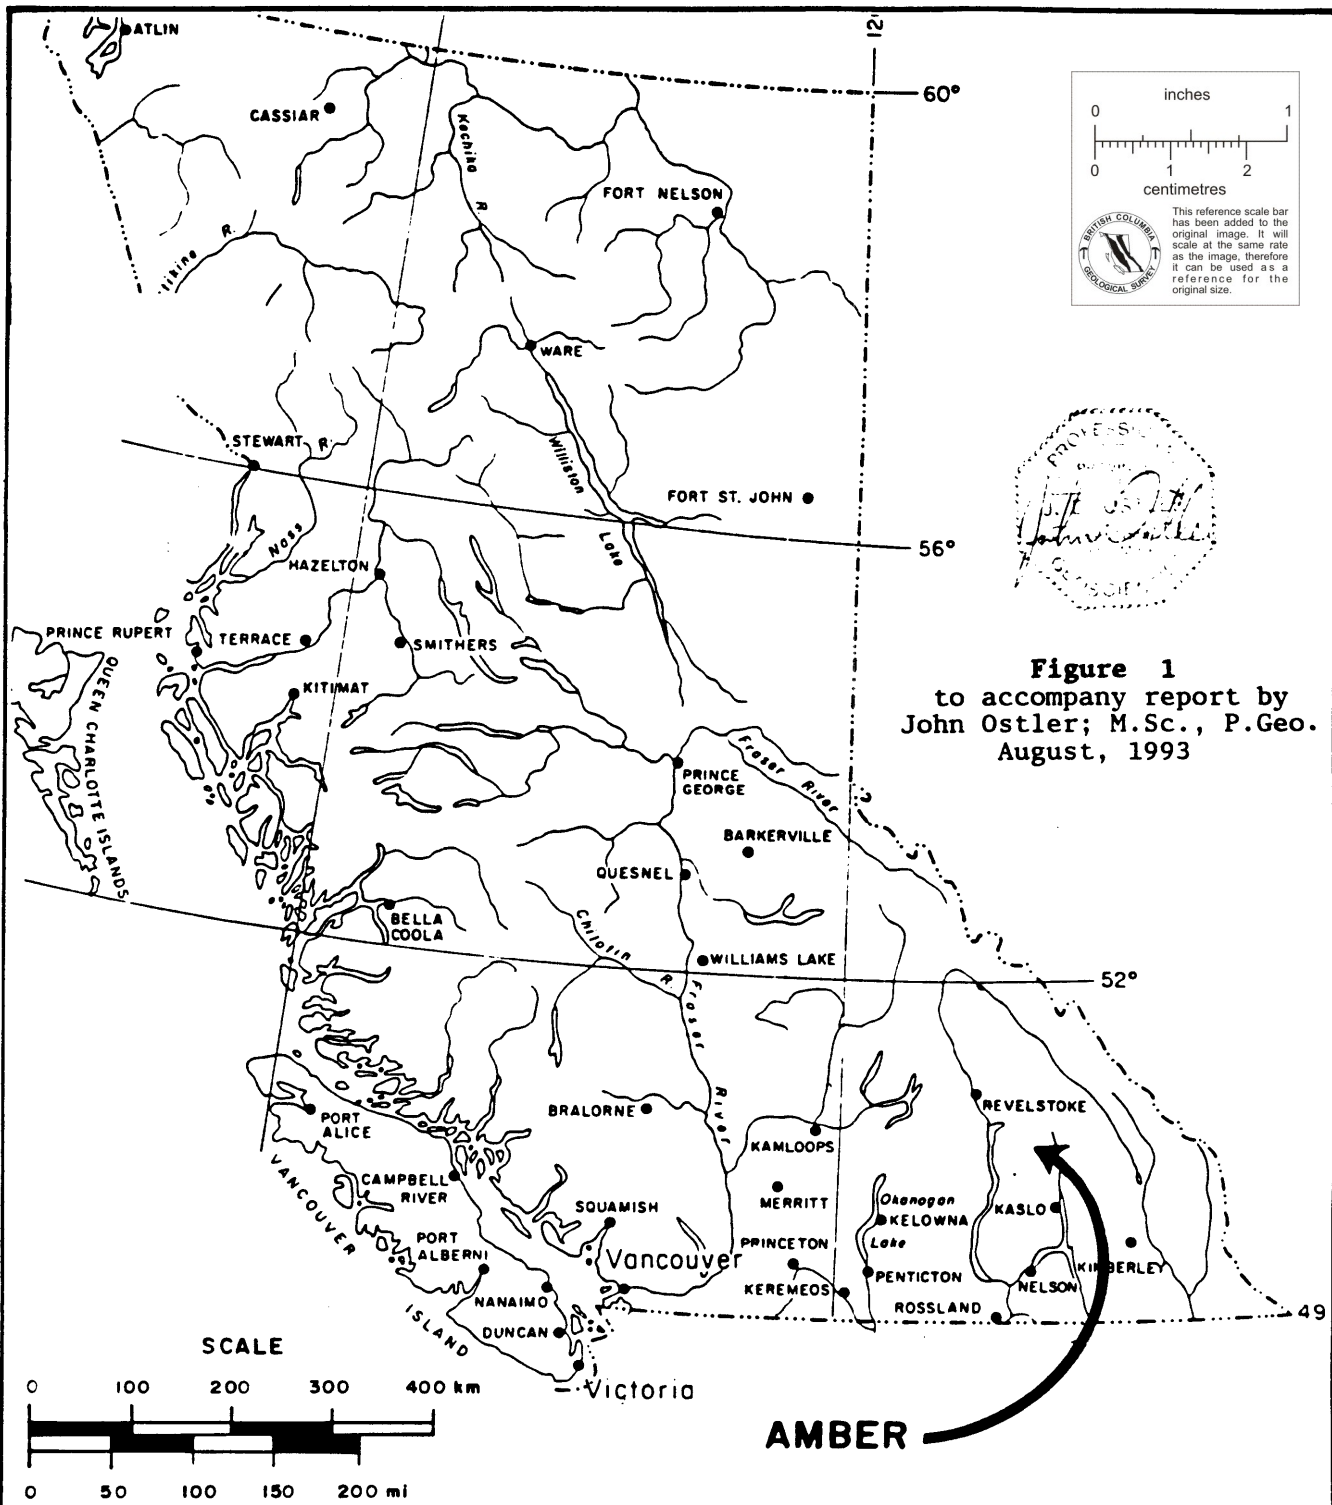 ATLIN
12
60°
CASSIAR
Kechika
R.
FORT NELSON
inches
0 1
0 1 2
centimetres
This reference scale bar
has been added to the
original image. It will
scale at the same rate
as the image, therefore
it can be used as a
reference for the
original size.
BRITISH COLUMBIA
GEOLOGICAL SURVEY
tikine R.
WARE
STEWART
R.
Nass
Williston
Lake
FORT ST. JOHN
56°
HAZELTON
PRINCE RUPERT
TERRACE
SMITHERS
KITIMAT
QUEEN CHARLOTTE ISLANDS
Figure 1
to accompany report by
John Ostler; M.Sc., P.Geo.
August, 1993
Fraser River
PRINCE
GEORGE
BARKERVILLE
QUESNEL
BELLA
COOLA
Chilotin
R.
WILLIAMS LAKE
52°
Fraser
River
PORT
ALICE
BRALORNE
KAMLOOPS
REVELSTOKE
VANCOUVER
ISLAND
CAMPBELL
RIVER
SQUAMISH
MERRITT
Okanagan
Lake
KELOWNA
KASLO
PORT
ALBERNI
Vancouver
PRINCETON
KIMBERLEY
PENTICTON
NELSON
KEREMEOS
ROSSLAND
NANAIMO
49
DUNCAN
Victoria
SCALE
0 100 200 300 400 km
0 50 100 150 200 mi
AMBER